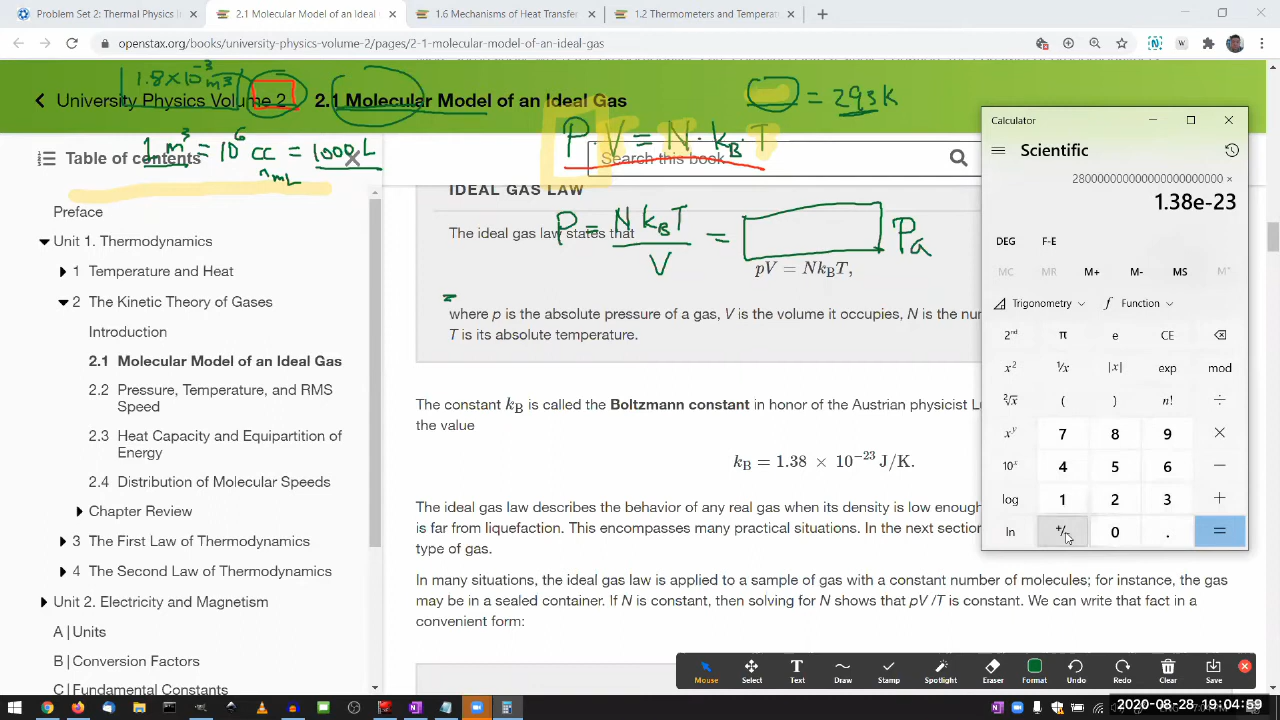 Problem Set 2: Thermal Physics I
2.1 Molecular Model of an Ideal G
1.6 Mechanisms of Heat Transfer
1.2 Thermometers and Temperat
openstax.org/books/university-physics-volume-2/pages/2-1-molecular-model-of-an-ideal-gas
1.8×10⁻³ m³
University Physics Volume 2
2.1 Molecular Model of an Ideal Gas
= 293K
1m³ = 10⁶ cc = 1000L
mL
PV = N·k_B·T
Table of contents
Search this book
Preface
Unit 1. Thermodynamics
1 Temperature and Heat
2 The Kinetic Theory of Gases
Introduction
2.1 Molecular Model of an Ideal Gas
2.2 Pressure, Temperature, and RMS
Speed
2.3 Heat Capacity and Equipartition of
Energy
2.4 Distribution of Molecular Speeds
Chapter Review
3 The First Law of Thermodynamics
4 The Second Law of Thermodynamics
Unit 2. Electricity and Magnetism
A | Units
B | Conversion Factors
C | Fundamental Constants
IDEAL GAS LAW
The ideal gas law states that
P = N k_B T / V = Pa
pV = Nk_BT,
where p is the absolute pressure of a gas, V is the volume it occupies, N is the nu
T is its absolute temperature.
The constant k_B is called the Boltzmann constant in honor of the Austrian physicist L
the value
k_B = 1.38 × 10⁻²³ J/K.
The ideal gas law describes the behavior of any real gas when its density is low enough
is far from liquefaction. This encompasses many practical situations. In the next section
type of gas.
In many situations, the ideal gas law is applied to a sample of gas with a constant number of molecules; for instance, the gas
may be in a sealed container. If N is constant, then solving for N shows that pV/T is constant. We can write that fact in a
convenient form:
Calculator
Scientific
23000000000000000000000 ×
1.38e-23
DEG F-E
MC MR M+ M- MS M˅
Trigonometry Function
2ⁿᵈ π e CE
x² ¹/x |x| exp mod
²√x ( ) n! ÷
xʸ 7 8 9 ×
10ˣ 4 5 6 −
log 1 2 3 +
ln +/ 0 . =
Mouse Select Text Draw Stamp Spotlight Eraser Format Undo Redo Clear Save
2020-08-28 19:04:59